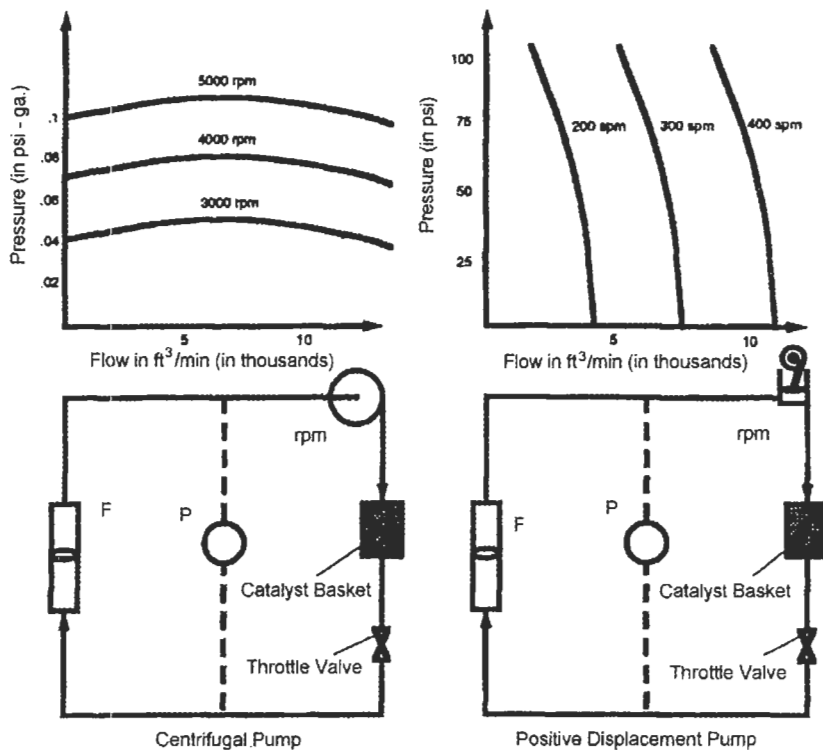 Pressure (in psi - ga.)
5000 rpm
.1
4000 rpm
.08
.06
3000 rpm
.04
.02
5
10
Flow in ft³/min (in thousands)
Pressure (in psi)
100
75
50
25
200 spm
300 spm
400 spm
5
10
Flow in ft³/min (in thousands)
rpm
F
P
Catalyst Basket
Throttle Valve
Centrifugal Pump
rpm
F
P
Catalyst Basket
Throttle Valve
Positive Displacement Pump